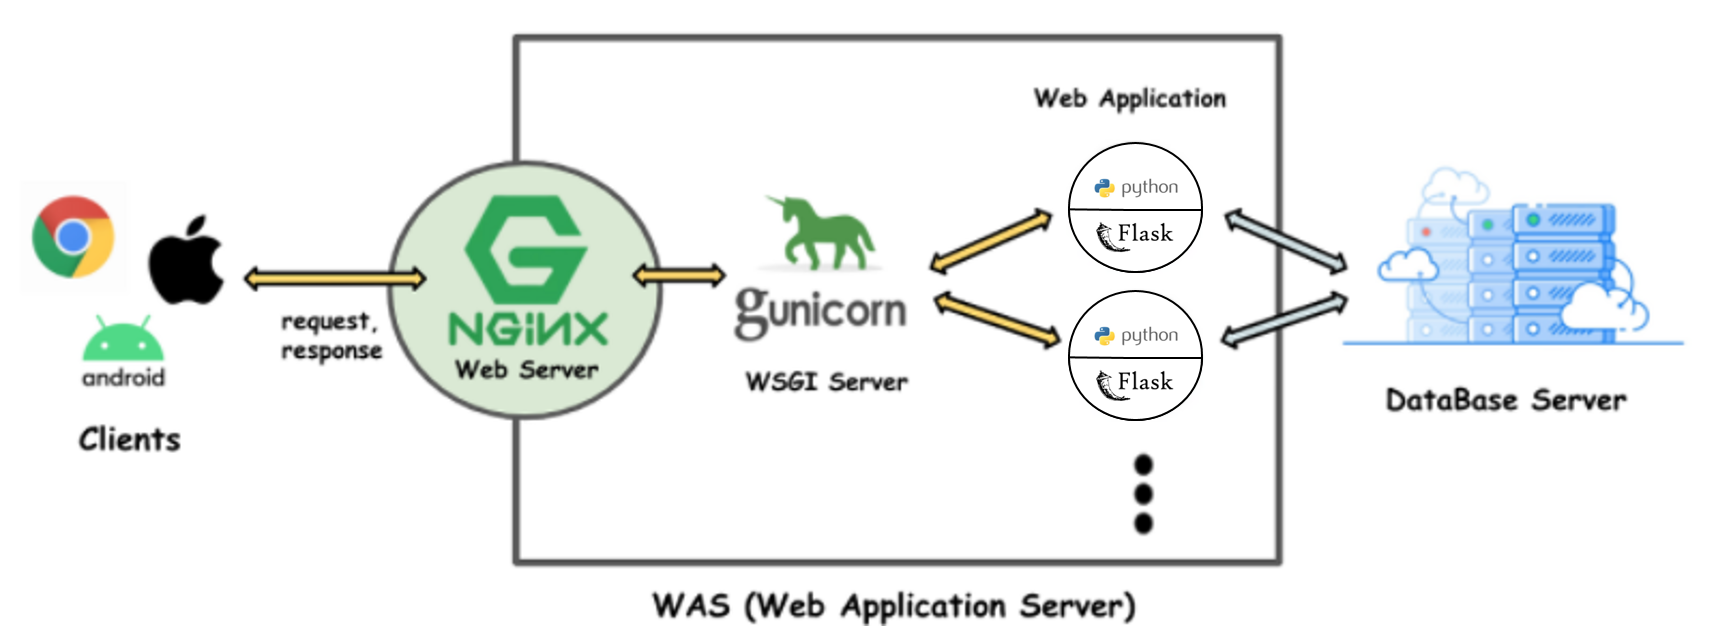 Web Application
python
Flask
request,
response
NGiNX
Web Server
gunicorn
WSGI Server
python
Flask
android
Clients
DataBase Server
WAS (Web Application Server)